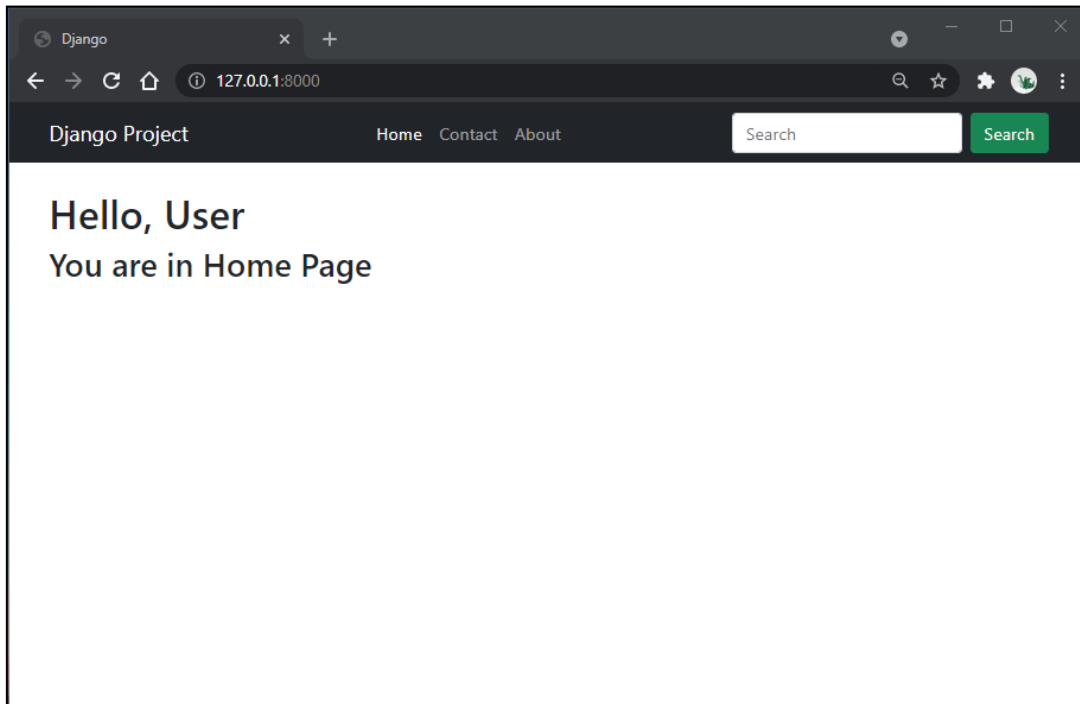 Django
127.0.0.1:8000
Django Project Home Contact About Search Search
Hello, User
You are in Home Page